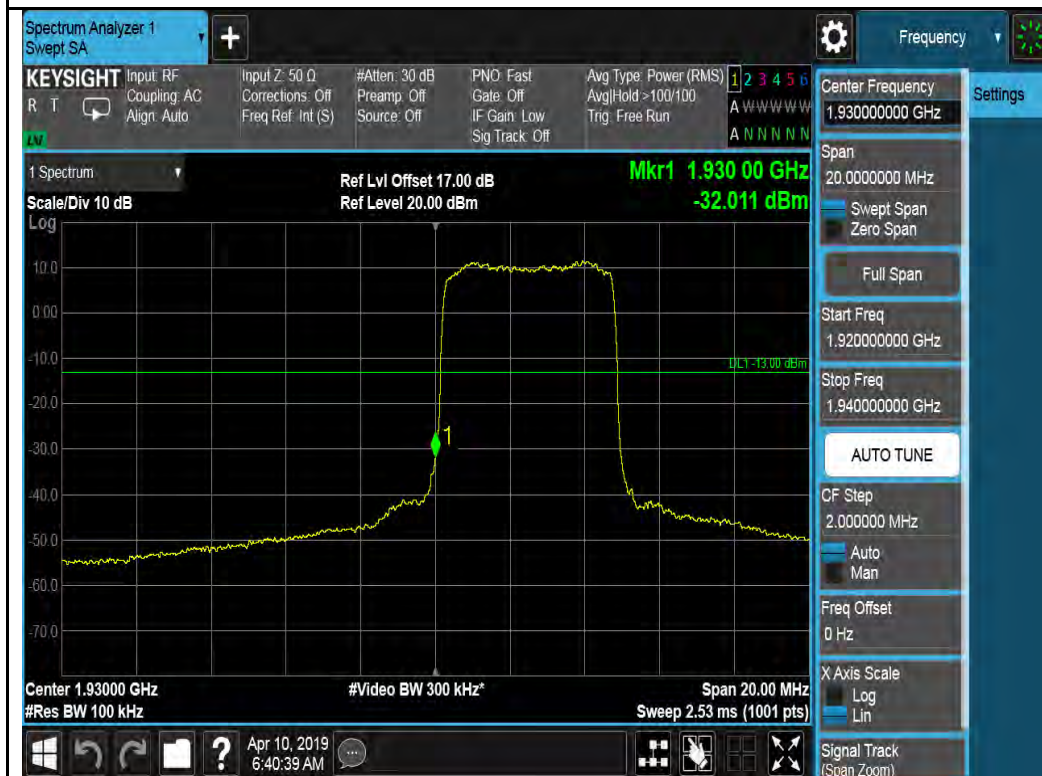 Spectrum Analyzer 1
Swept SA
+
Frequency
KEYSIGHT
R T
LV
Input: RF
Coupling: AC
Align: Auto
Input Z: 50 Ω
Corrections: Off
Freq Ref: Int (S)
#Atten: 30 dB
Preamp: Off
Source: Off
PNO: Fast
Gate: Off
IF Gain: Low
Sig Track: Off
Avg Type: Power (RMS)
Avg|Hold >100/100
Trig: Free Run
1 2 3 4 5 6
A W W W W W
A N N N N N
1 Spectrum
Scale/Div 10 dB
Log
Ref Lvl Offset 17.00 dB
Ref Level 20.00 dBm
Mkr1 1.930 00 GHz
-32.011 dBm
10.0
0.00
-10.0
DL1 -13.00 dBm
-20.0
-30.0
1
-40.0
-50.0
-60.0
-70.0
Center 1.93000 GHz
#Video BW 300 kHz*
Span 20.00 MHz
#Res BW 100 kHz
Sweep 2.53 ms (1001 pts)
?
Apr 10, 2019
6:40:39 AM
Center Frequency
1.930000000 GHz
Settings
Span
20.0000000 MHz
Swept Span
Zero Span
Full Span
Start Freq
1.920000000 GHz
Stop Freq
1.940000000 GHz
AUTO TUNE
CF Step
2.000000 MHz
Auto
Man
Freq Offset
0 Hz
X Axis Scale
Log
Lin
Signal Track
(Span Zoom)